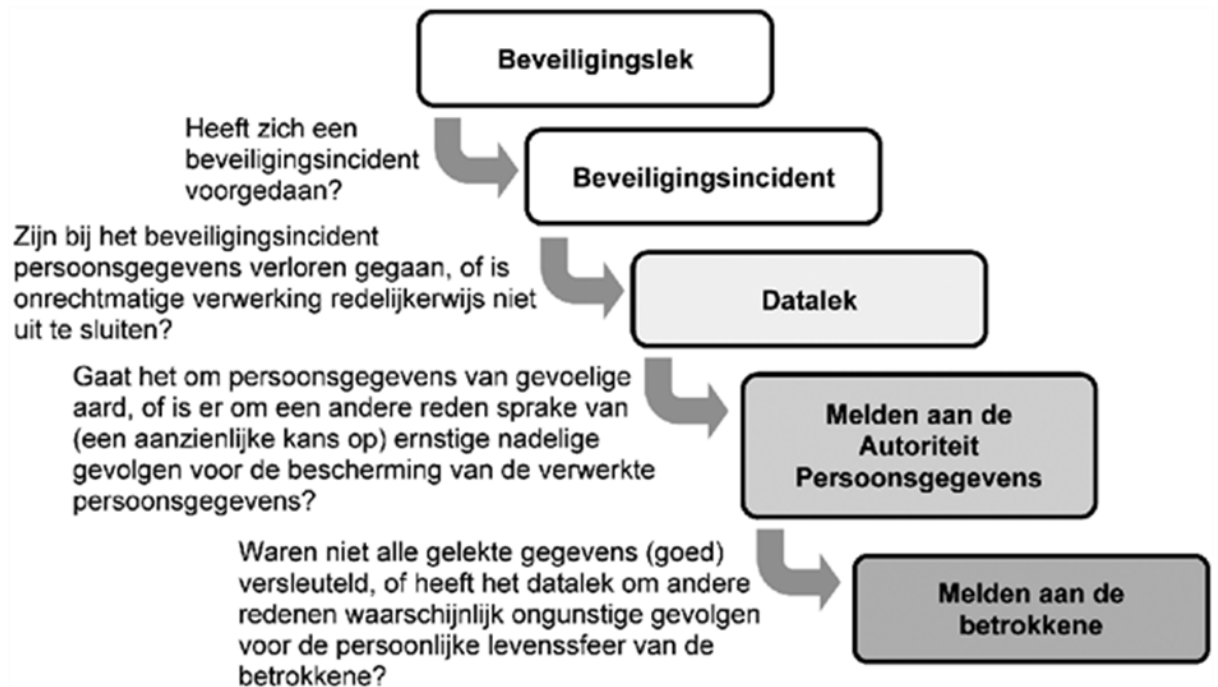 Beveiligingslek
Heeft zich een
beveiligingsincident
voorgedaan?
Beveiligingsincident
Zijn bij het beveiligingsincident
persoonsgegevens verloren gegaan, of is
onrechtmatige verwerking redelijkerwijs niet
uit te sluiten?
Datalek
Gaat het om persoonsgegevens van gevoelige
aard, of is er om een andere reden sprake van
(een aanzienlijke kans op) ernstige nadelige
gevolgen voor de bescherming van de verwerkte
persoonsgegevens?
Melden aan de
Autoriteit
Persoonsgegevens
Waren niet alle gelekte gegevens (goed)
versleuteld, of heeft het datalek om andere
redenen waarschijnlijk ongunstige gevolgen
voor de persoonlijke levenssfeer van de
betrokkene?
Melden aan de
betrokkene